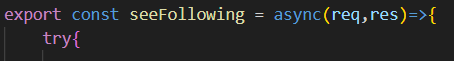 export const seeFollowing = async(req,res)=>{
try{